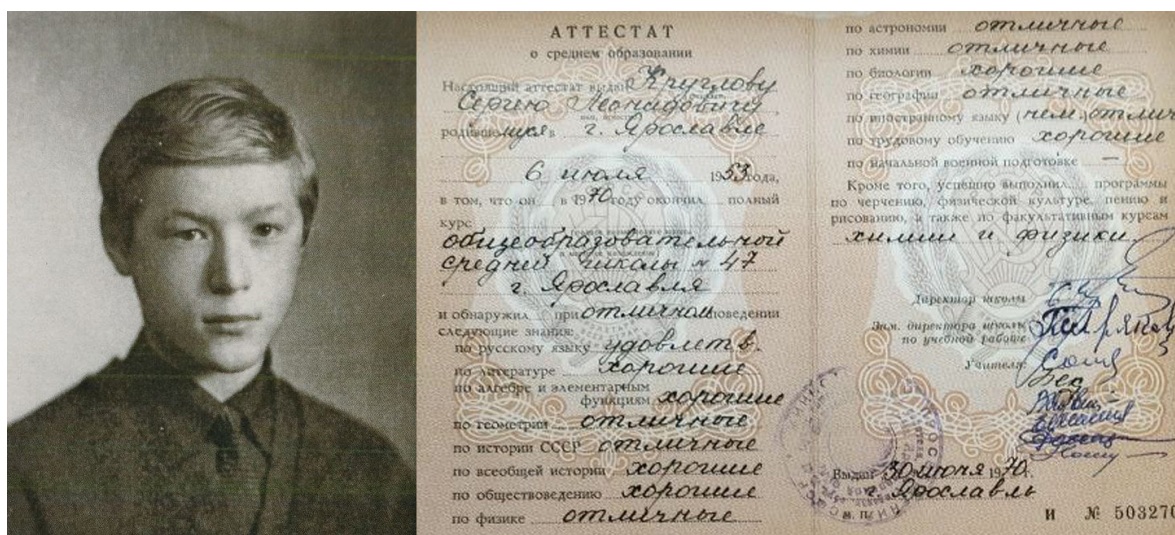 АТТЕСТАТ
о среднем образовании
Настоящий аттестат выдан Круглову
Сергею Леонидовичу
родившемуся в г. Ярославле
6 июля 1953 года,
в том, что он в 1970 году окончил полный
курс
общеобразовательной
средней школы № 47
г. Ярославля
и обнаружил при отличном поведении
следующие знания:
по русскому языку удовлетв.
по литературе хорошие
по алгебре и элементарным
функциям хорошие
по геометрии отличные
по истории СССР отличные
по всеобщей истории хорошие
по обществоведению хорошие
по физике отличные
по астрономии отличные
по химии отличные
по биологии хорошие
по географии отличные
по иностранному языку (нем.) отлич
по трудовому обучению хорошие
по начальной военной подготовке —
Кроме того, успешно выполнил программы
по черчению, физической культуре, пению и
рисованию, а также по факультативным курсам
химии и физики
Директор школы
Зам. директора школы
по учебной работе
Учителя:
Выдан 30 июня 1970 г.
г. Ярославль
М. П.
И № 503270